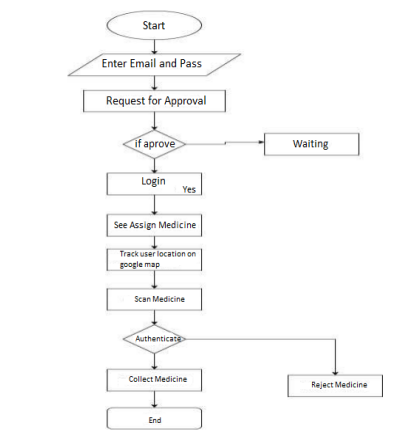 Start
Enter Email and Pass
Request for Approval
if aprove
Waiting
Login
Yes
See Assign Medicine
Track user location on
google map
Scan Medicine
Authenticate
Collect Medicine
Reject Medicine
End